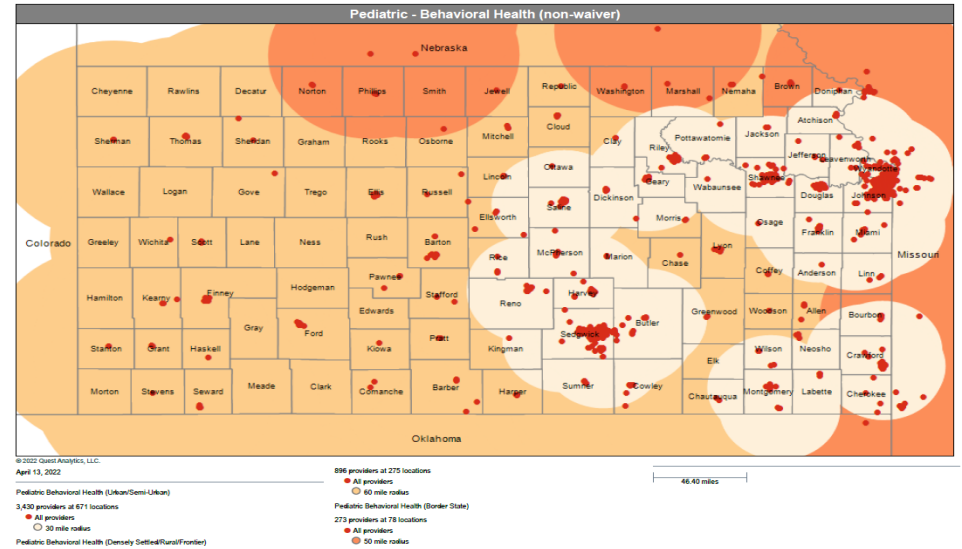 Pediatric - Behavioral Health (non-waiver)
Nebraska
Cheyenne Rawlins Decatur Norton Phillips Smith Jewell Republic Washington Marshall Nemaha Brown Doniphan
Atchison
Sherman Thomas Sheridan Graham Rooks Osborne Mitchell Cloud Clay Riley Pottawatomie Jackson
Jefferson Leavenworth
Wyandotte
Wallace Logan Gove Trego Ellis Russell Lincoln Ottawa Geary Wabaunsee Shawnee
Dickinson Douglas Johnson
Saline
Ellsworth Morris Osage
Colorado Greeley Wichita Scott Lane Ness Rush Barton McPherson Marion Chase Lyon Franklin Miami
Rice Missouri
Hamilton Kearny Finney Hodgeman Pawnee Stafford Reno Harvey Coffey Anderson Linn
Gray Ford Edwards Sedgwick Butler Greenwood Woodson Allen Bourbon
Stanton Grant Haskell Kiowa Pratt Kingman Elk Wilson Neosho Crawford
Morton Stevens Seward Meade Clark Comanche Barber Harper Sumner Cowley Chautauqua Montgomery Labette Cherokee
Oklahoma
© 2022 Quest Analytics, LLC.
April 13, 2022
Pediatric Behavioral Health (Urban/Semi-Urban)
3,430 providers at 671 locations
All providers
30 mile radius
Pediatric Behavioral Health (Densely Settled/Rural/Frontier)
896 providers at 275 locations
All providers
60 mile radius
Pediatric Behavioral Health (Border State)
273 providers at 78 locations
All providers
50 mile radius
46.40 miles